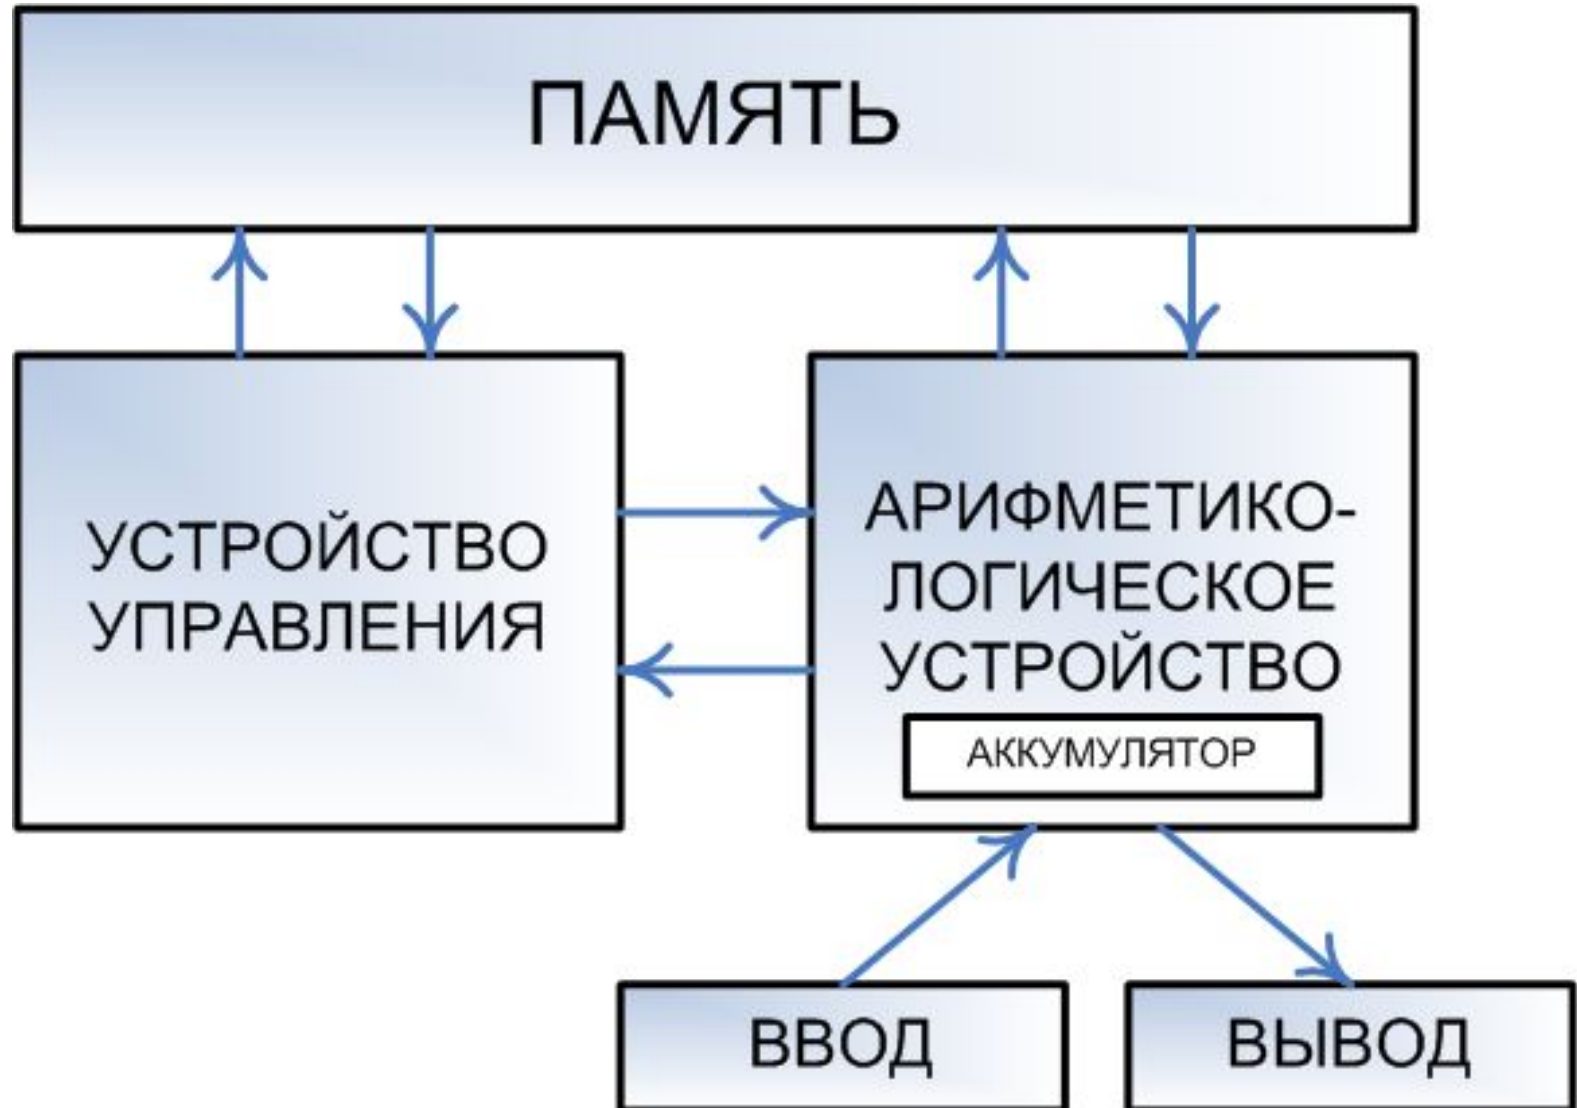 ПАМЯТЬ
УСТРОЙСТВО
УПРАВЛЕНИЯ
АРИФМЕТИКО-
ЛОГИЧЕСКОЕ
УСТРОЙСТВО
АККУМУЛЯТОР
ВВОД
ВЫВОД